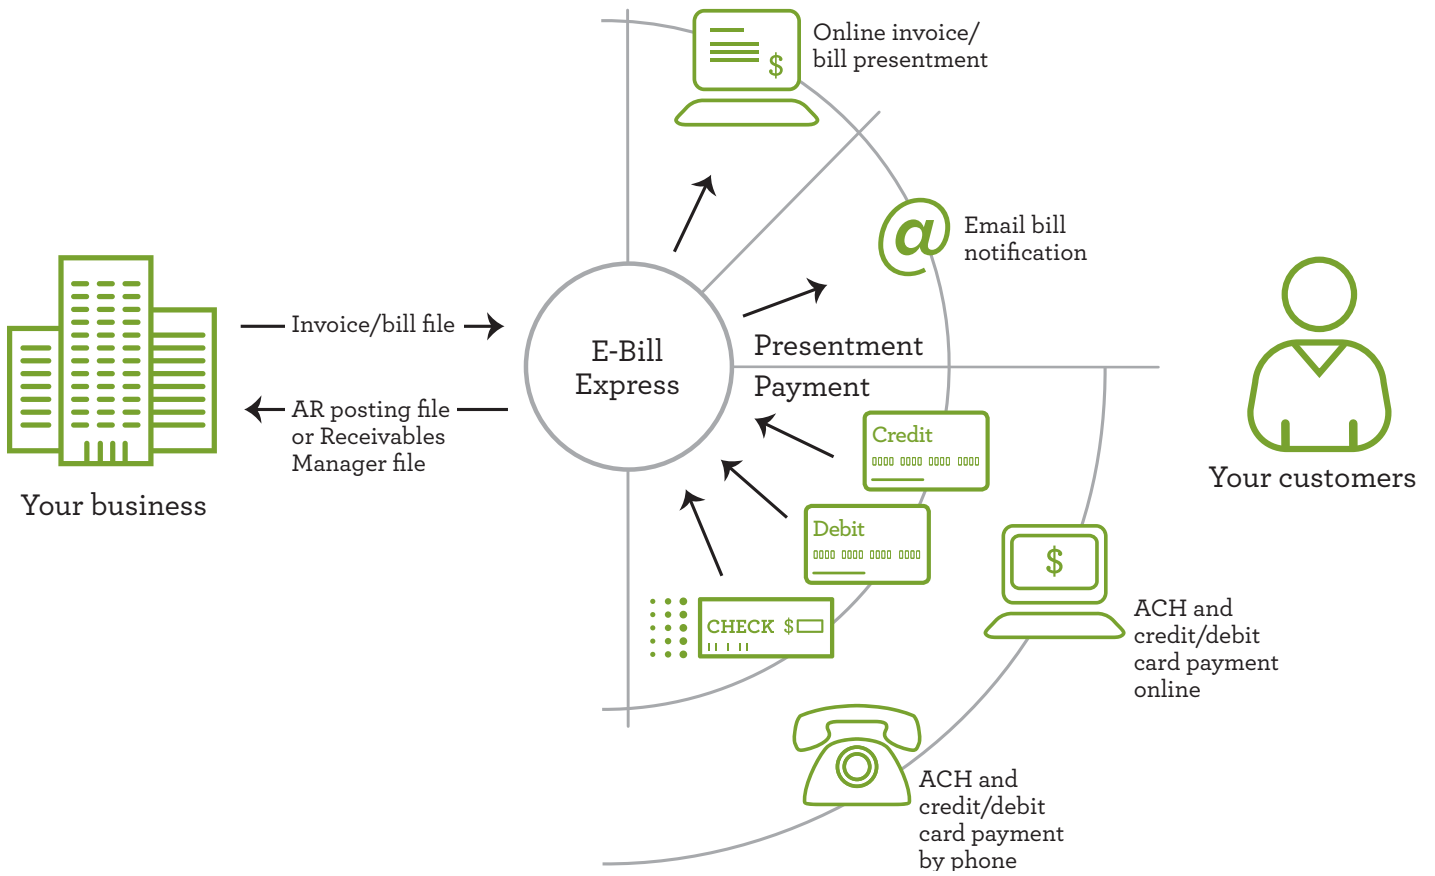 Online invoice/
bill presentment
$
@
Email bill
notification
Invoice/bill file
E-Bill
Express
Presentment
Payment
AR posting file
or Receivables
Manager file
Your business
Your customers
Credit
0000 0000 0000 0000
Debit
0000 0000 0000 0000
CHECK $
$
ACH and
credit/debit
card payment
online
ACH and
credit/debit
card payment
by phone